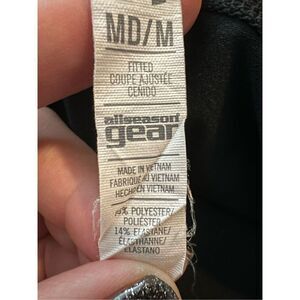 MD/M
FITTED
COUPE AJUSTÉE
CEÑIDO
allseason
gear
MADE IN VIETNAM
FABRIQUÉ AU VIETNAM
HECHO EN VIETNAM
POLYESTER/
POLIÉSTER
14% ELASTANE/
ÉLASTHANNE/
ELASTANO